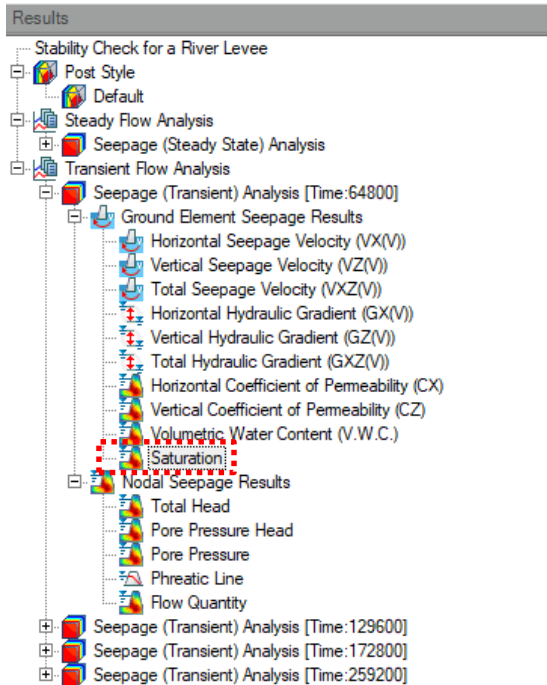 Results
Stability Check for a River Levee
Post Style
Default
Steady Flow Analysis
Seepage (Steady State) Analysis
Transient Flow Analysis
Seepage (Transient) Analysis [Time:64800]
Ground Element Seepage Results
Horizontal Seepage Velocity (VX(V))
Vertical Seepage Velocity (VZ(V))
Total Seepage Velocity (VXZ(V))
Horizontal Hydraulic Gradient (GX(V))
Vertical Hydraulic Gradient (GZ(V))
Total Hydraulic Gradient (GXZ(V))
Horizontal Coefficient of Permeability (CX)
Vertical Coefficient of Permeability (CZ)
Volumetric Water Content (V.W.C.)
Saturation
Nodal Seepage Results
Total Head
Pore Pressure Head
Pore Pressure
Phreatic Line
Flow Quantity
Seepage (Transient) Analysis [Time:129600]
Seepage (Transient) Analysis [Time:172800]
Seepage (Transient) Analysis [Time:259200]